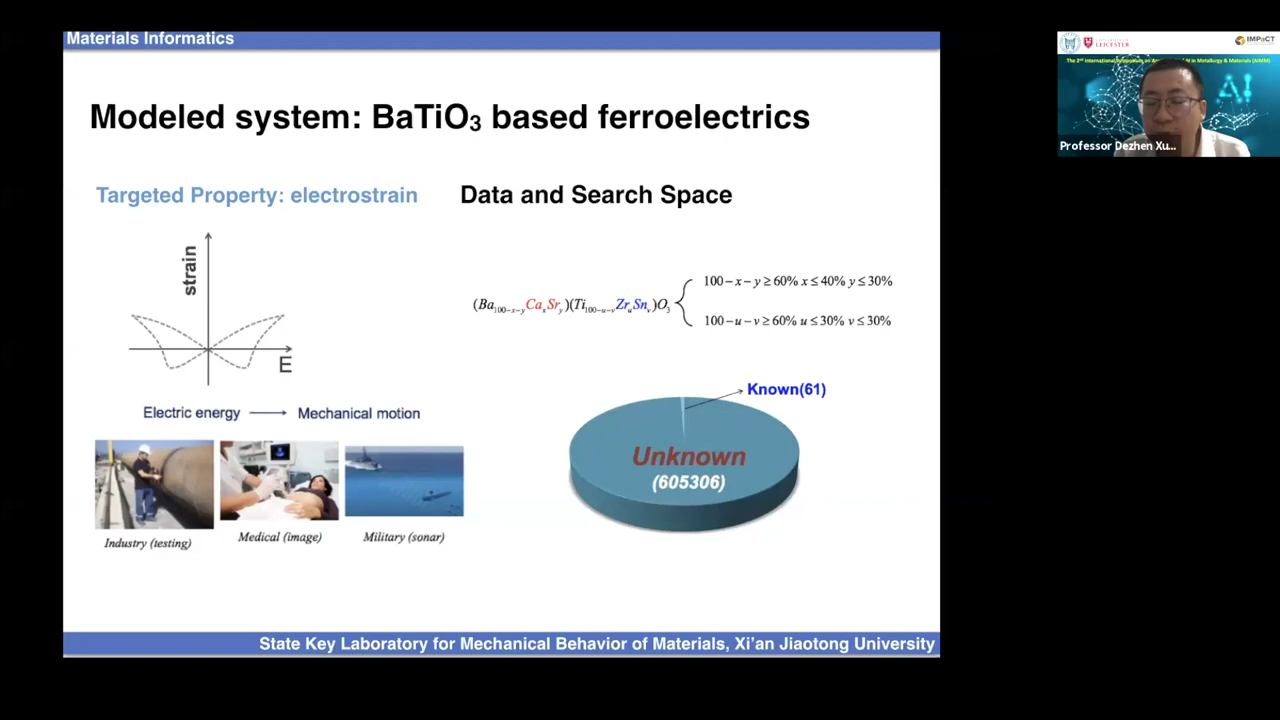 Materials Informatics
Modeled system: BaTiO₃ based ferroelectrics
Targeted Property: electrostrain
Data and Search Space
strain
E
(Ba₁₀₀₋ₓ₋yCaₓSry)(Ti₁₀₀₋ᵤ₋ᵥZrᵤSnᵥ)O₃
100−x−y≥60% x≤40% y≤30%
100−u−v≥60% u≤30% v≤30%
Electric energy
Mechanical motion
Known(61)
Unknown
(605306)
Industry (testing)
Medical (image)
Military (sonar)
State Key Laboratory for Mechanical Behavior of Materials, Xi'an Jiaotong University
LEICESTER
IMPaCT
AI
Professor Dezhen Xu...